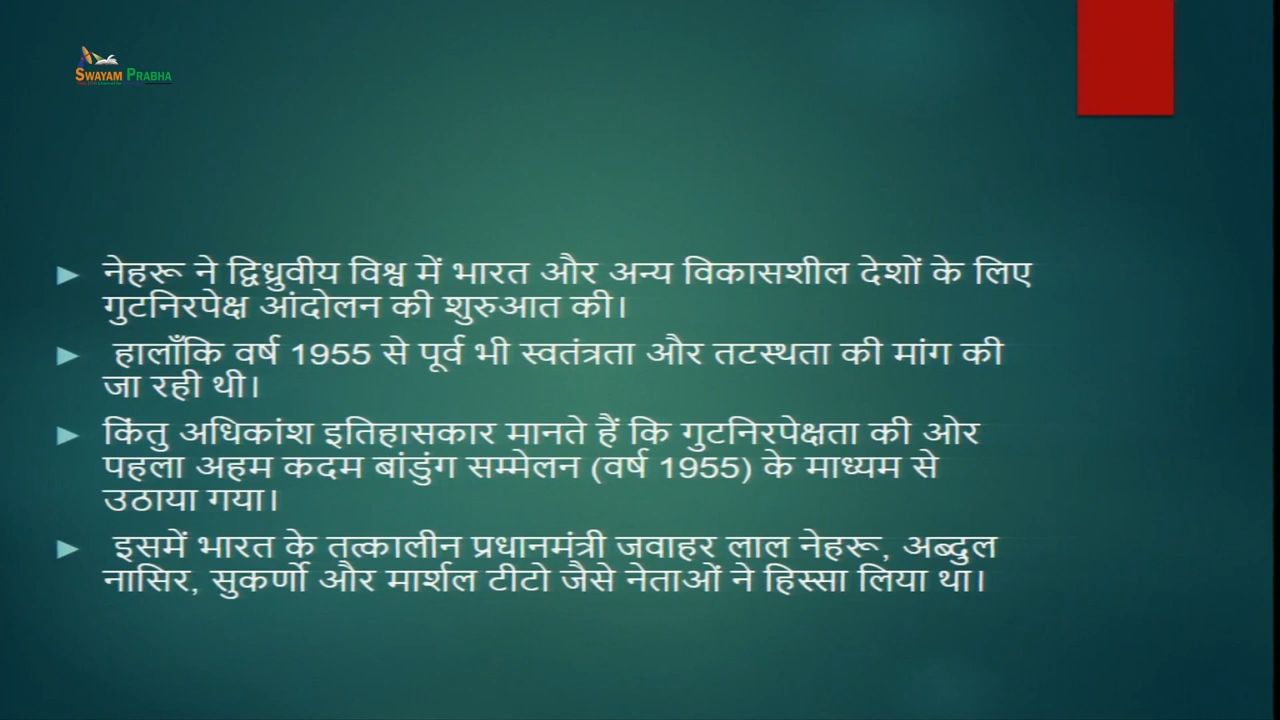 SWAYAM PRABHA
नेहरू ने द्विध्रुवीय विश्व में भारत और अन्य विकासशील देशों के लिए
गुटनिरपेक्ष आंदोलन की शुरुआत की।
हालाँकि वर्ष 1955 से पूर्व भी स्वतंत्रता और तटस्थता की मांग की
जा रही थी।
किंतु अधिकांश इतिहासकार मानते हैं कि गुटनिरपेक्षता की ओर
पहला अहम कदम बांडुंग सम्मेलन (वर्ष 1955) के माध्यम से
उठाया गया।
इसमें भारत के तत्कालीन प्रधानमंत्री जवाहर लाल नेहरू, अब्दुल
नासिर, सुकर्णो और मार्शल टीटो जैसे नेताओं ने हिस्सा लिया था।